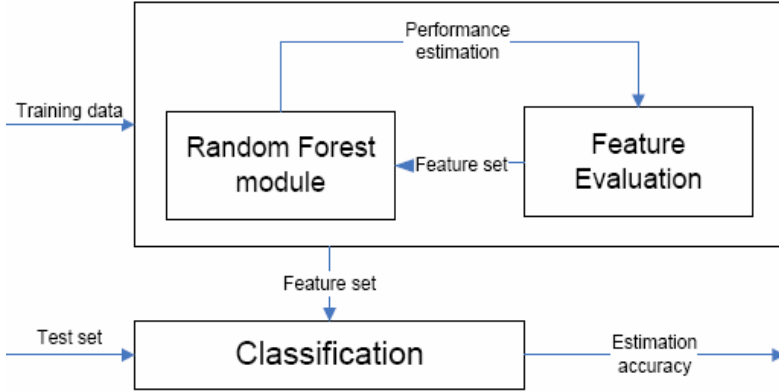 Performance
estimation
Training data
Random Forest
module
Feature set
Feature
Evaluation
Feature set
Test set
Classification
Estimation
accuracy